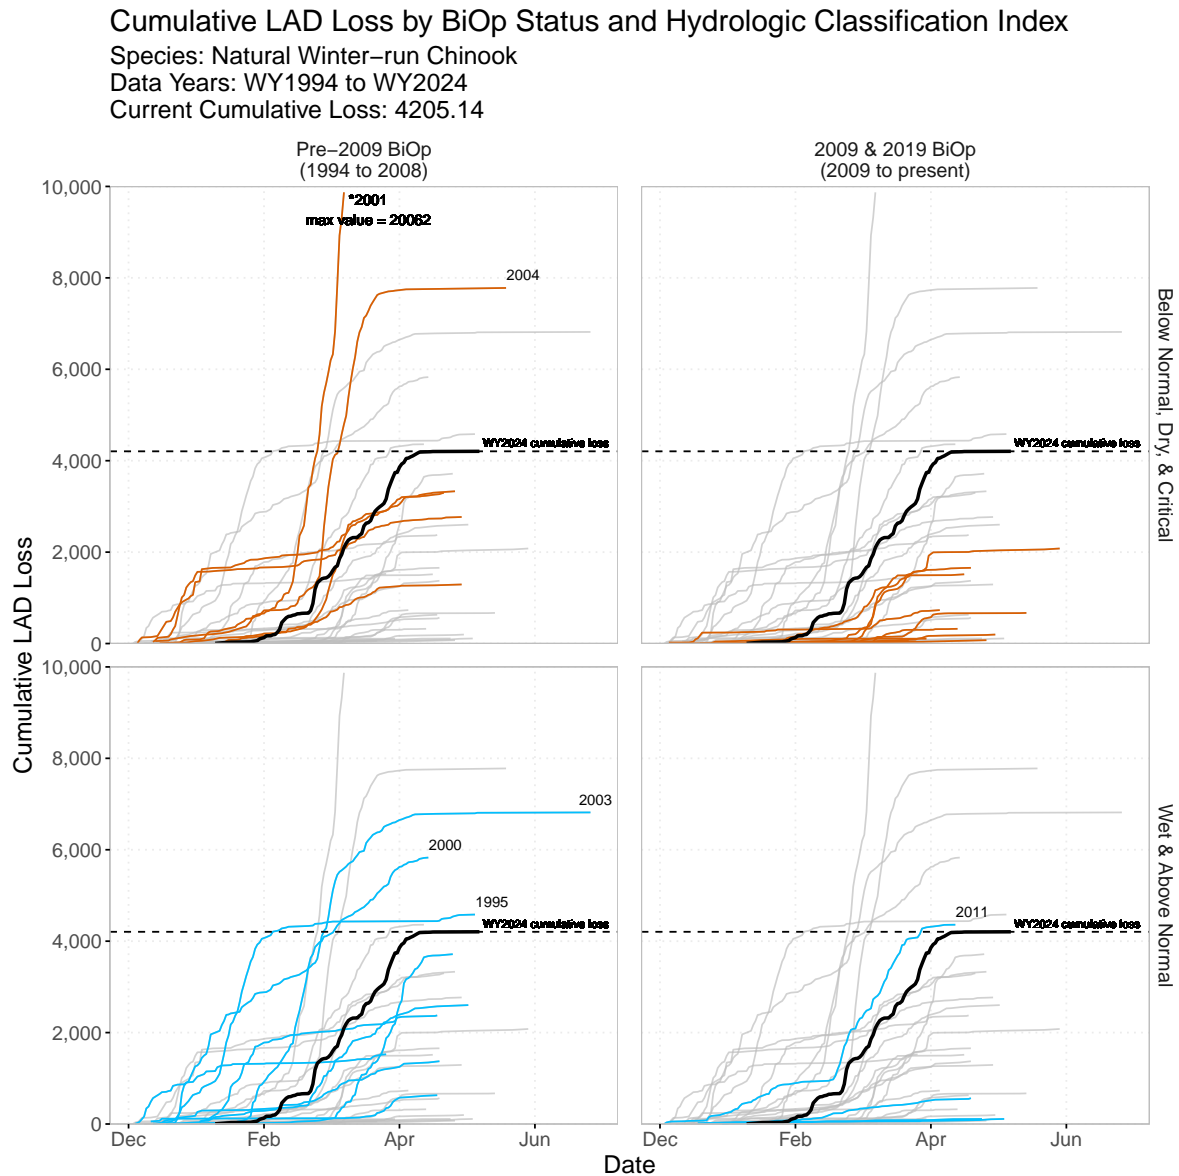 Cumulative LAD Loss by BiOp Status and Hydrologic Classification Index
Species: Natural Winter−run Chinook
Data Years: WY1994 to WY2024
Current Cumulative Loss: 4205.14
Pre−2009 BiOp
(1994 to 2008)
2009 & 2019 BiOp
(2009 to present)
Cumulative LAD Loss
10,000
8,000
6,000
4,000
2,000
0
*2001
max value = 20062
2004
WY2024 cumulative loss
WY2024 cumulative loss
Below Normal, Dry, & Critical
10,000
8,000
6,000
4,000
2,000
0
2003
2000
1995
WY2024 cumulative loss
2011
WY2024 cumulative loss
Wet & Above Normal
Dec
Feb
Apr
Jun
Dec
Feb
Apr
Jun
Date